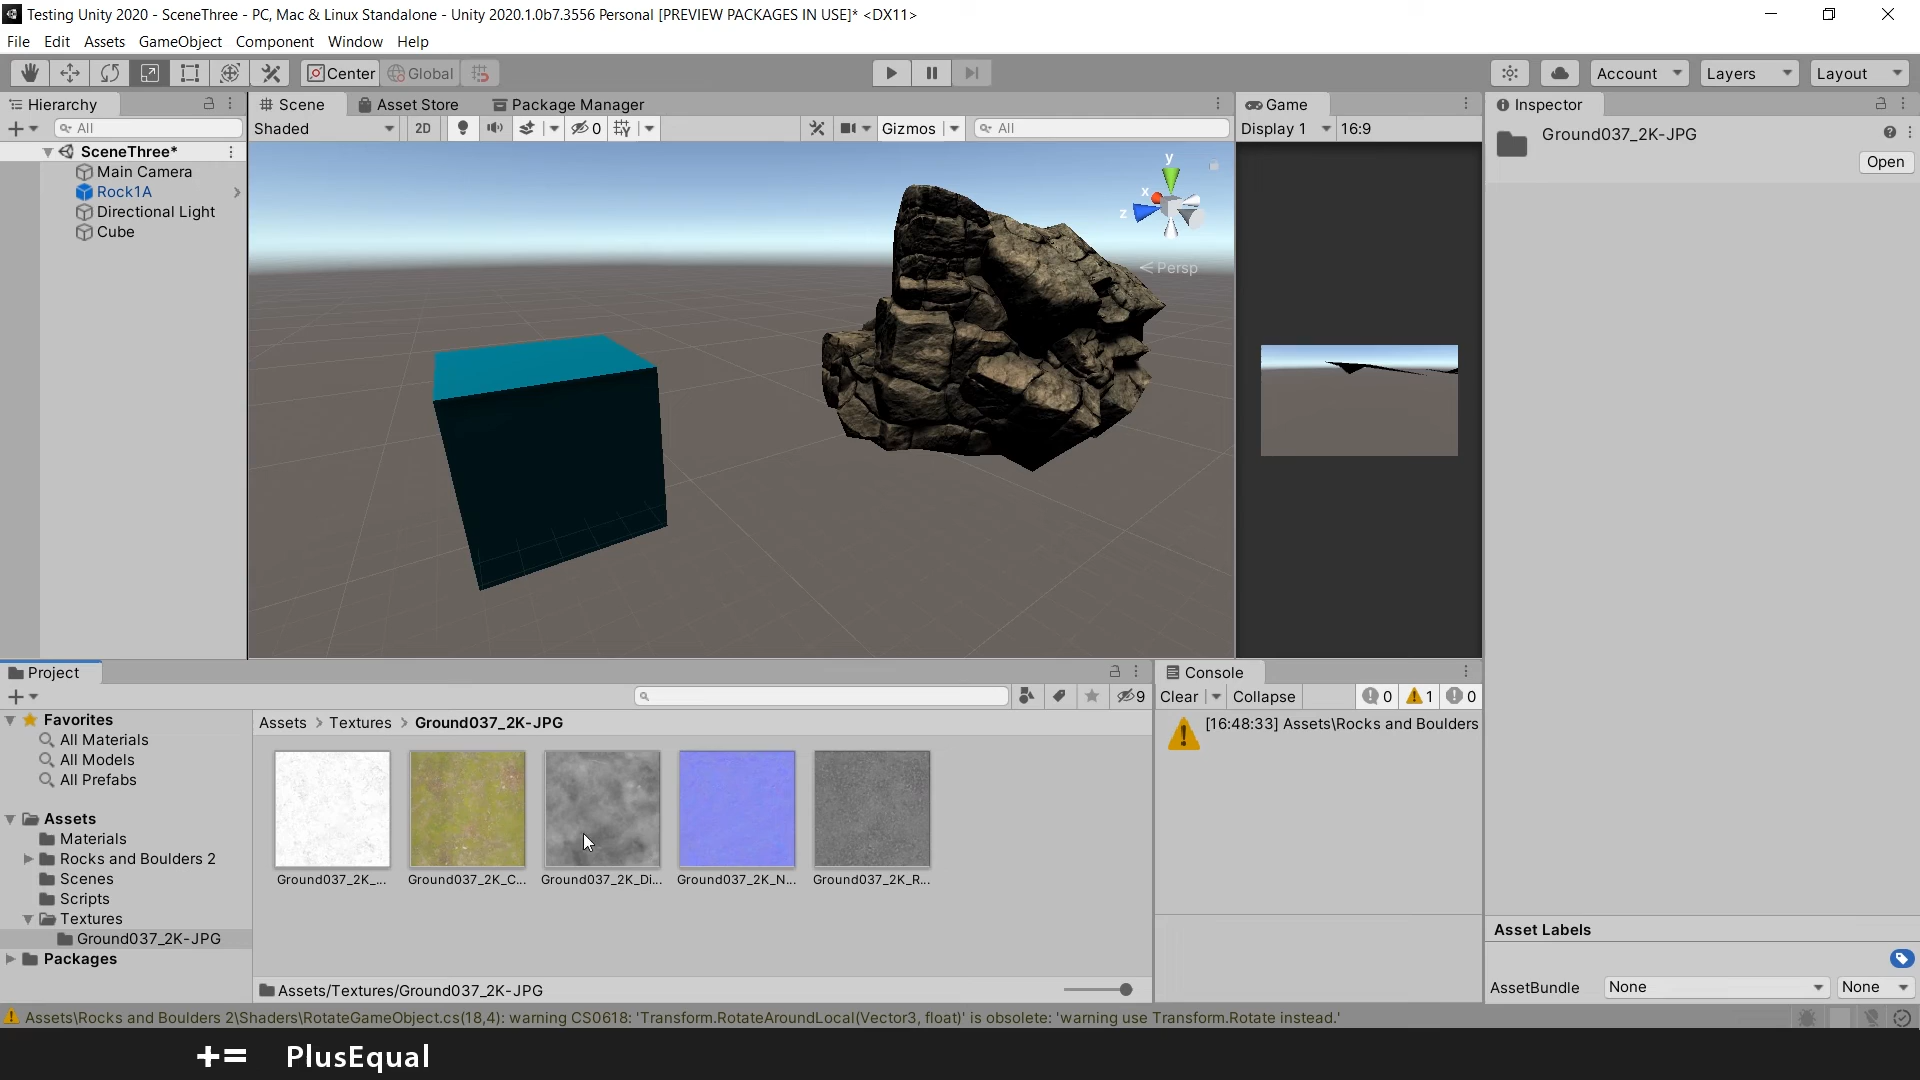 Testing Unity 2020 - SceneThree - PC, Mac & Linux Standalone - Unity 2020.1.0b7.3556 Personal [PREVIEW PACKAGES IN USE]* <DX11>
File Edit Assets GameObject Component Window Help
Center Global Account Layers Layout
Hierarchy Scene Asset Store Package Manager Game Inspector
All Shaded 2D 0 Gizmos All Display 1 16:9 Ground037_2K-JPG
SceneThree*
Open
Main Camera
Rock1A
Directional Light
Cube
y
x
z
Persp
Project Console
9 Clear Collapse 0 1 0
Favorites
All Materials
All Models
All Prefabs
Assets
Materials
Rocks and Boulders 2
Scenes
Scripts
Textures
Ground037_2K-JPG
Packages
Assets > Textures > Ground037_2K-JPG
Ground037_2K_... Ground037_2K_C... Ground037_2K_Di... Ground037_2K_N... Ground037_2K_R...
Assets/Textures/Ground037_2K-JPG
[16:48:33] Assets\Rocks and Boulders
Asset Labels
AssetBundle None None
Assets\Rocks and Boulders 2\Shaders\RotateGameObject.cs(18,4): warning CS0618: 'Transform.RotateAroundLocal(Vector3, float)' is obsolete: 'warning use Transform.Rotate instead.'
+= PlusEqual